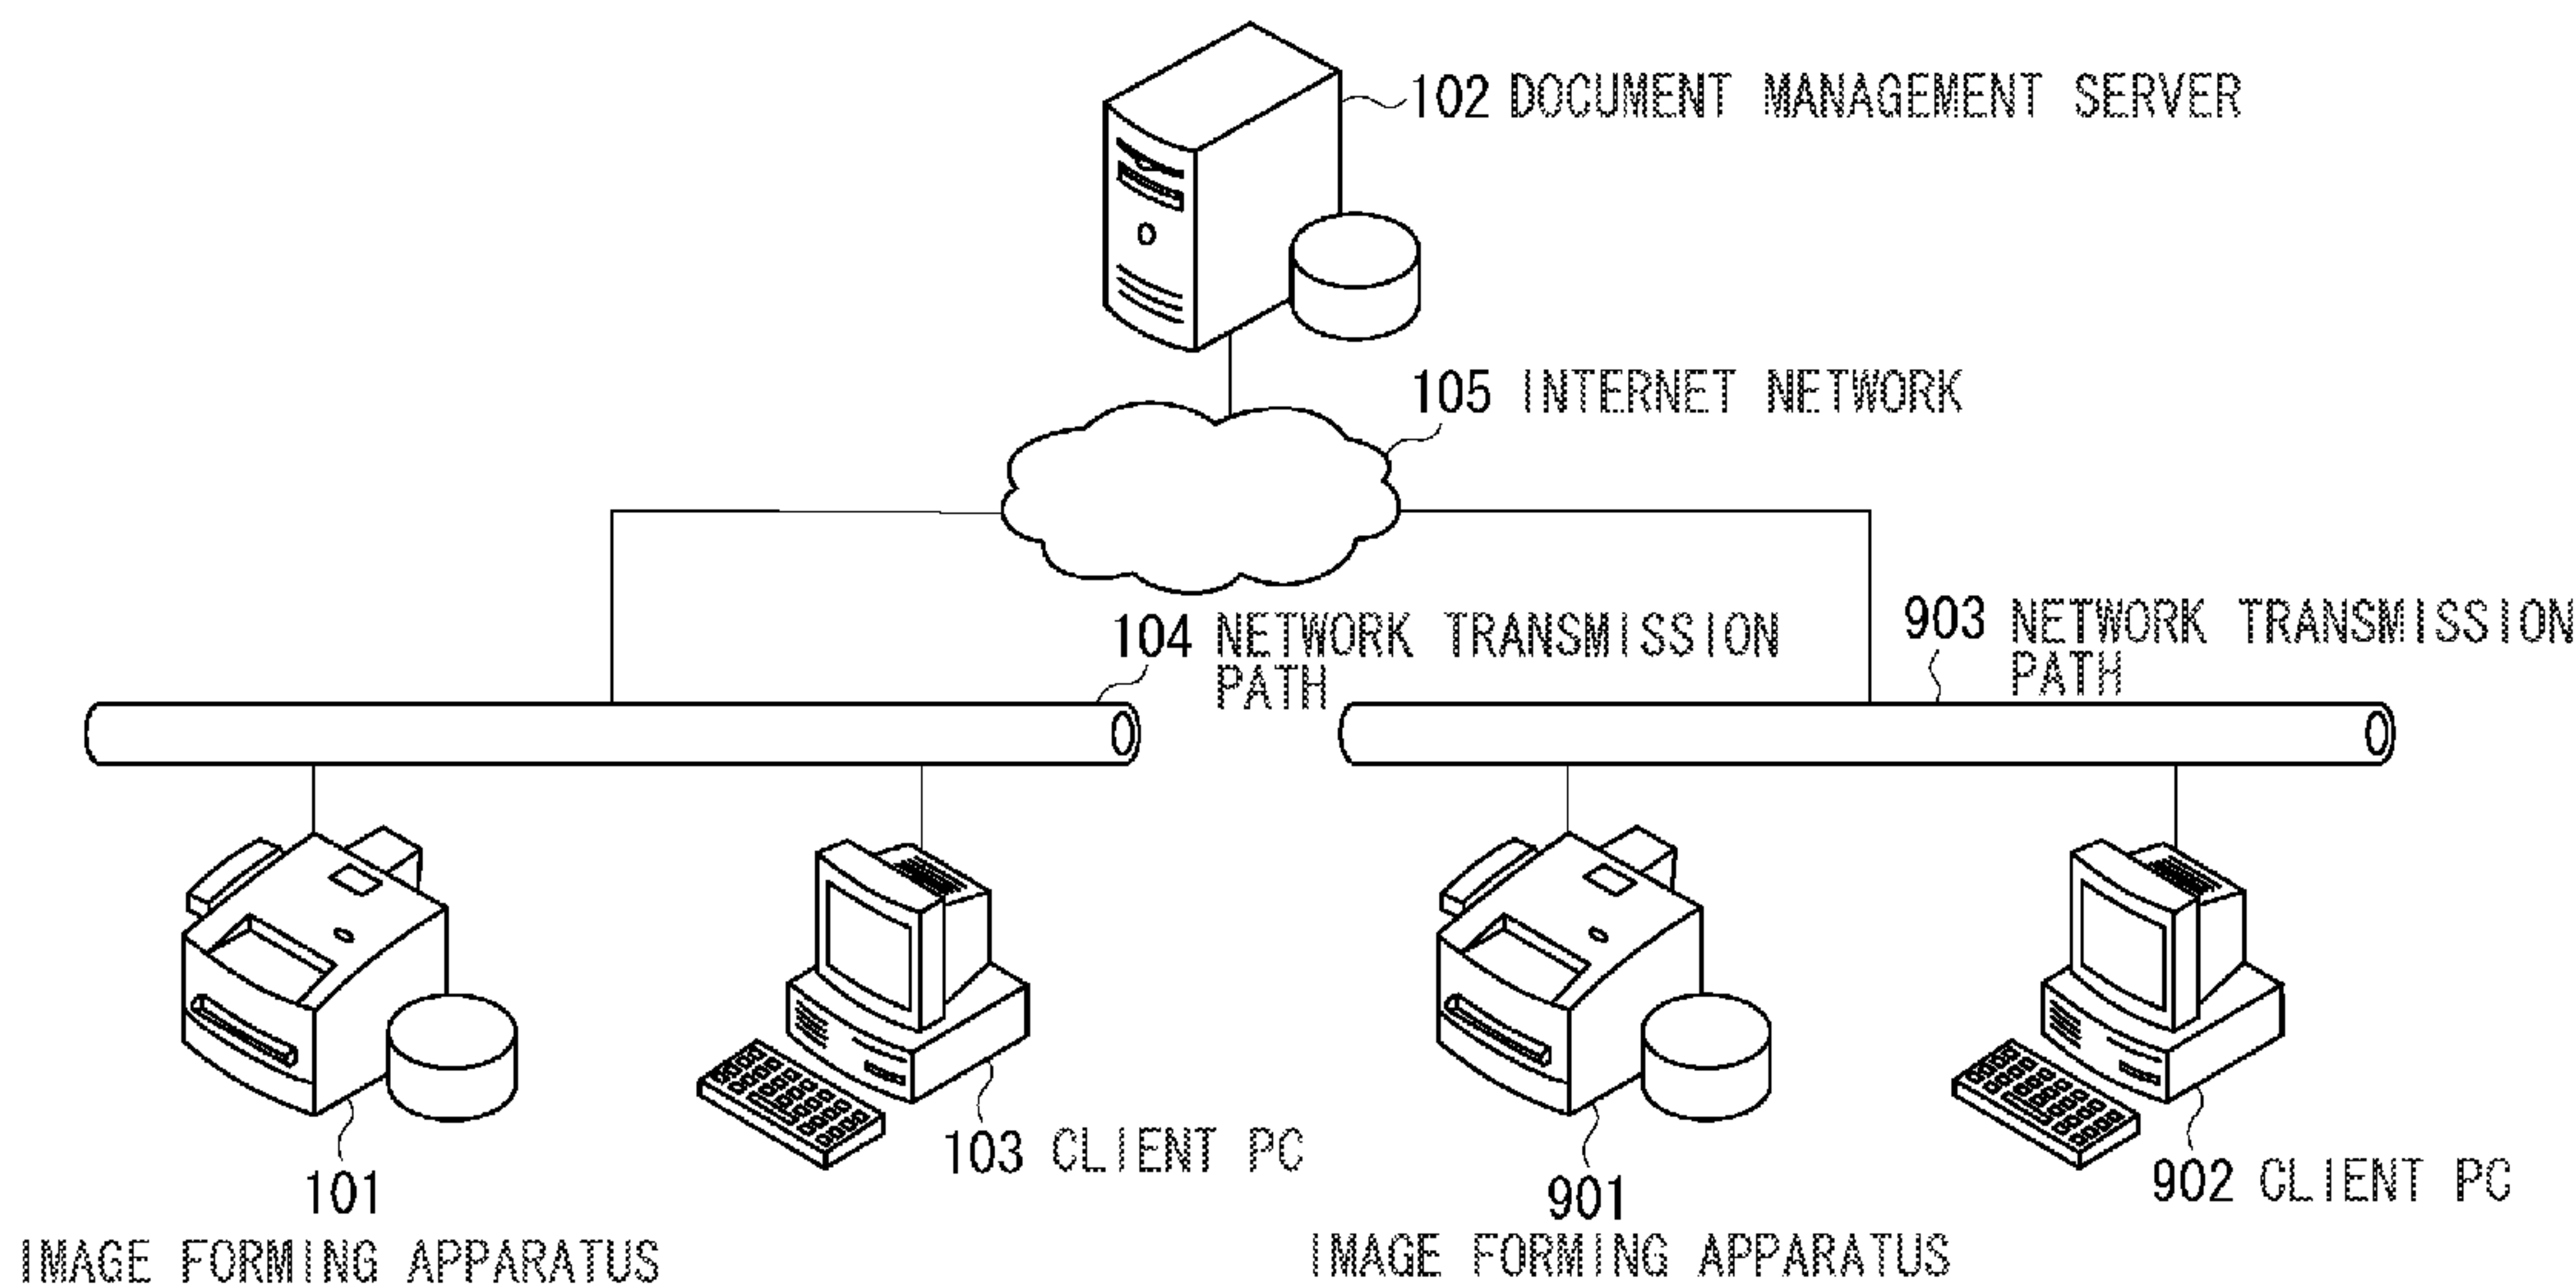 102 DOCUMENT MANAGEMENT SERVER
105 INTERNET NETWORK
104 NETWORK TRANSMISSION
PATH
903 NETWORK TRANSMISSION
PATH
103 CLIENT PC
902 CLIENT PC
101
IMAGE FORMING APPARATUS
901
IMAGE FORMING APPARATUS